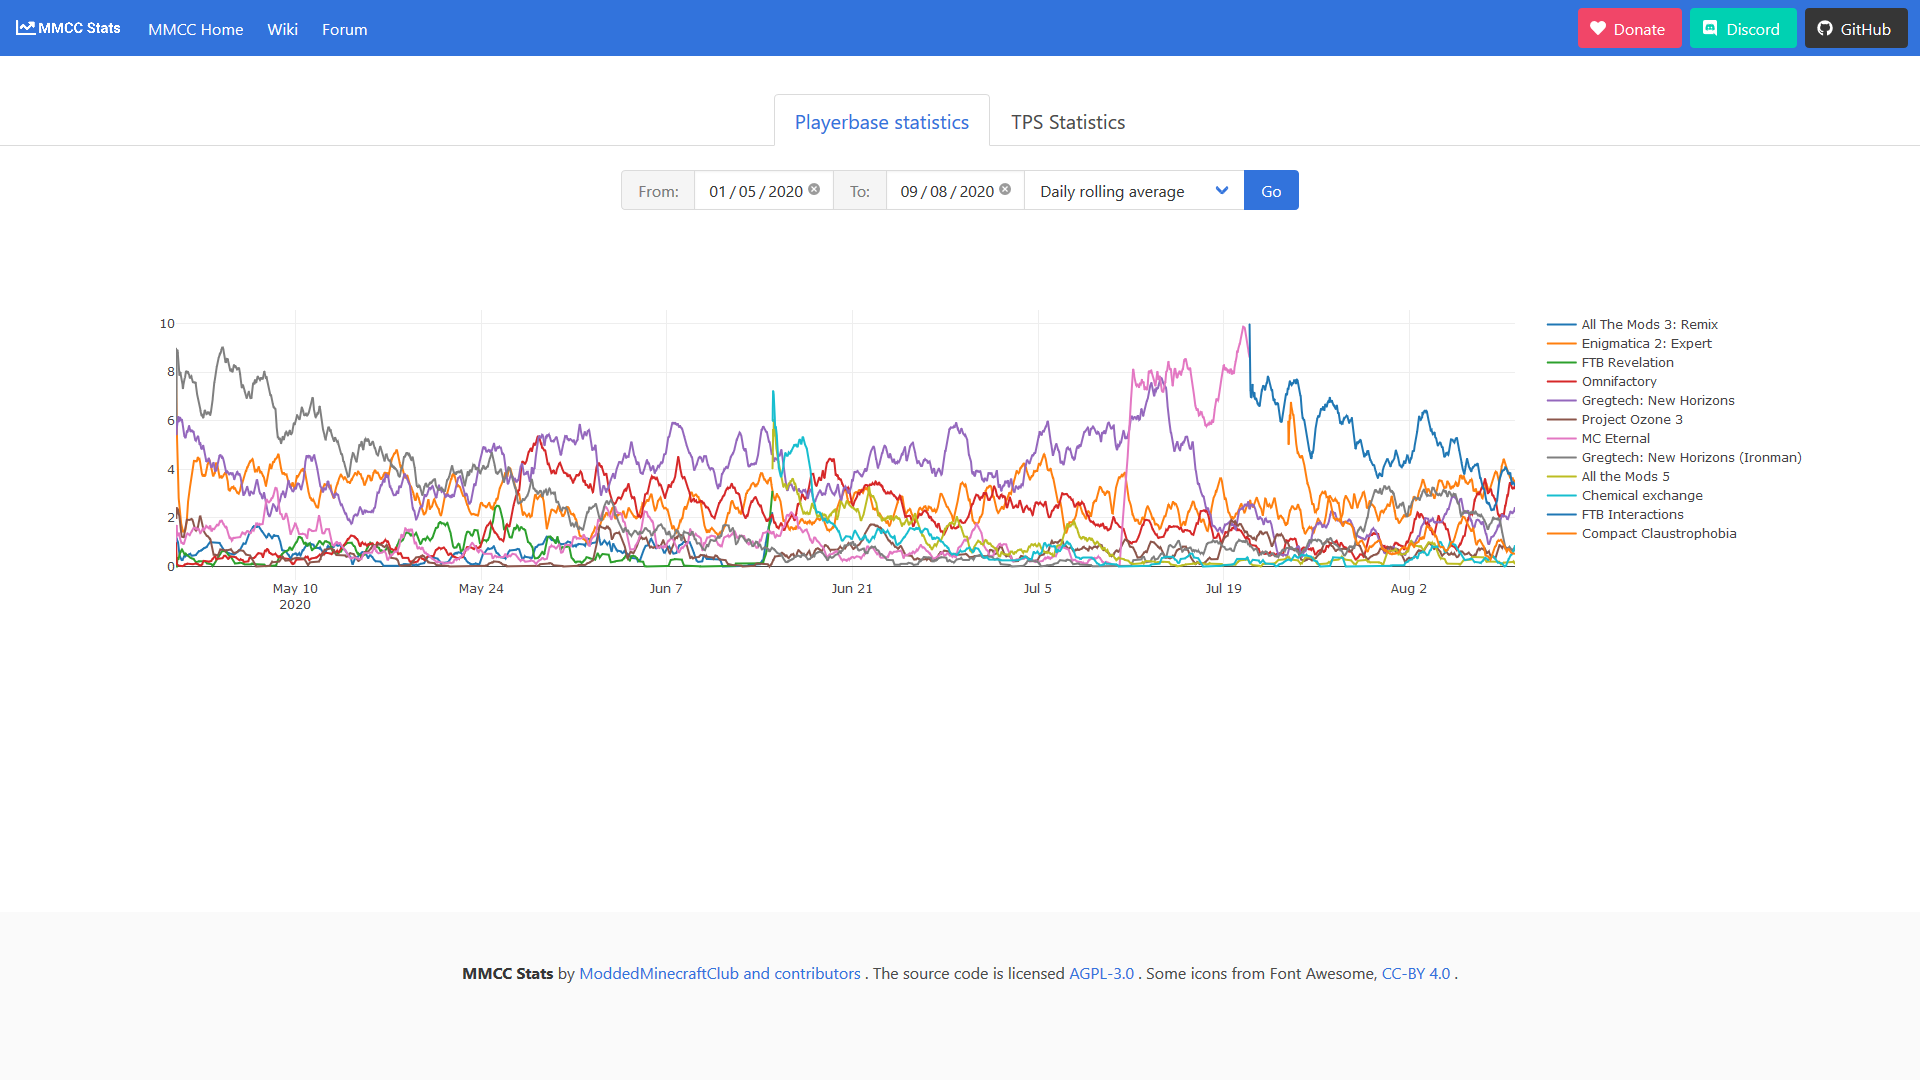 MMCC Stats MMCC Home Wiki Forum Donate Discord GitHub
Playerbase statistics TPS Statistics
From: 01/05/2020 To: 09/08/2020 Daily rolling average Go
10
8
6
4
2
0
May 10 May 24 Jun 7 Jun 21 Jul 5 Jul 19 Aug 2
2020
All The Mods 3: Remix
Enigmatica 2: Expert
FTB Revelation
Omnifactory
Gregtech: New Horizons
Project Ozone 3
MC Eternal
Gregtech: New Horizons (Ironman)
All the Mods 5
Chemical exchange
FTB Interactions
Compact Claustrophobia
MMCC Stats by ModdedMinecraftClub and contributors . The source code is licensed AGPL-3.0 . Some icons from Font Awesome, CC-BY 4.0 .